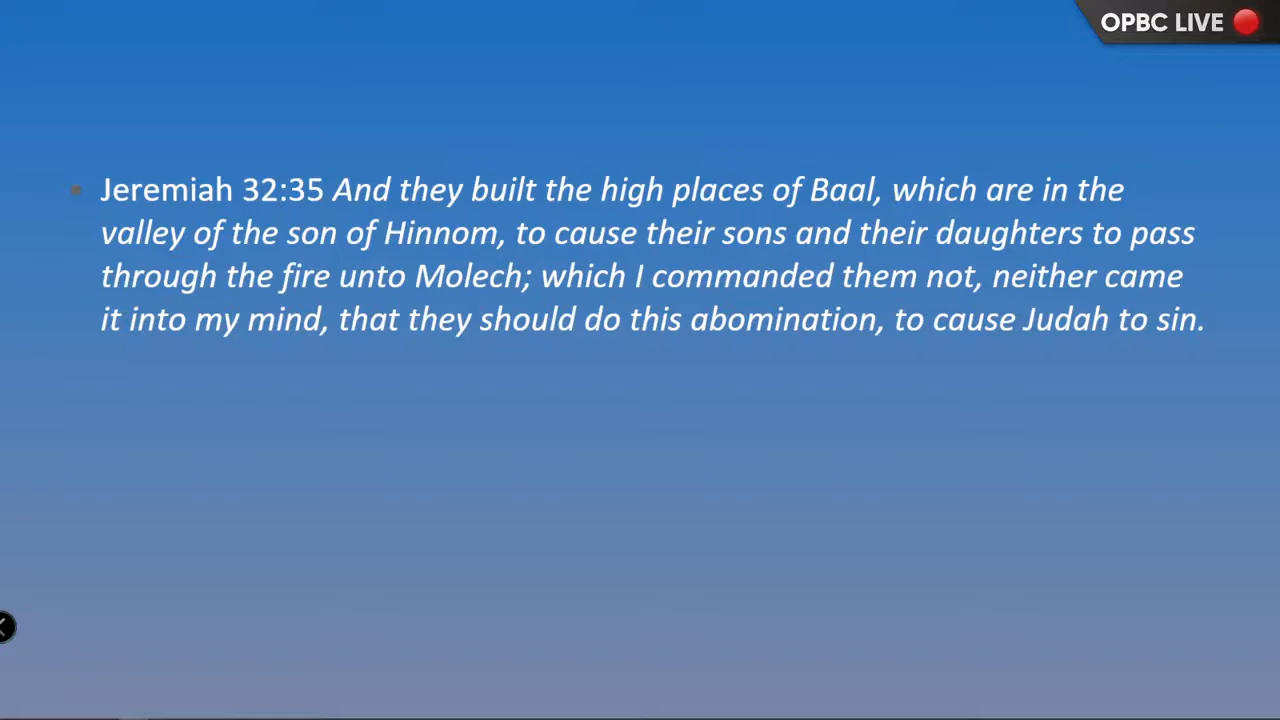 OPBC LIVE
Jeremiah 32:35 And they built the high places of Baal, which are in the
valley of the son of Hinnom, to cause their sons and their daughters to pass
through the fire unto Molech; which I commanded them not, neither came
it into my mind, that they should do this abomination, to cause Judah to sin.